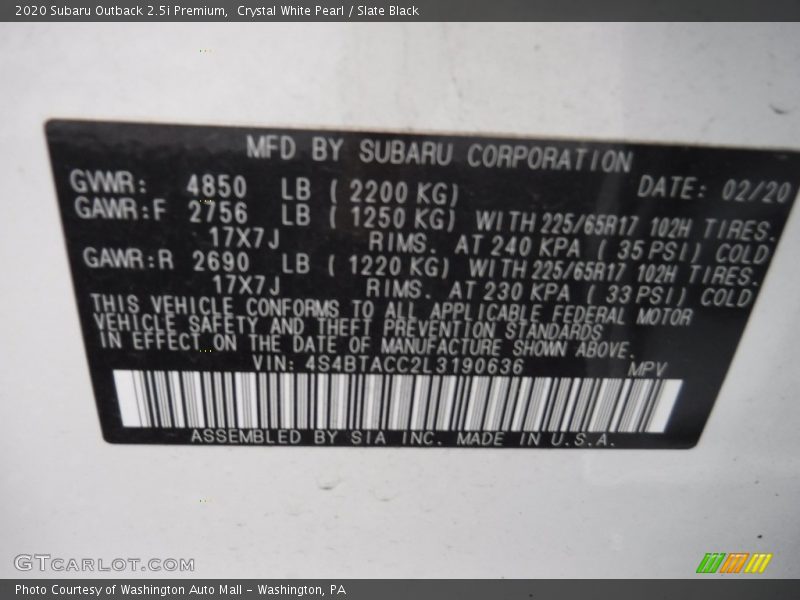 2020 Subaru Outback 2.5i Premium,  Crystal White Pearl / Slate Black
MFD BY SUBARU CORPORATION
GVWR: 4850 LB ( 2200 KG) DATE: 02/20
GAWR:F 2756 LB ( 1250 KG) WITH 225/65R17 102H TIRES.
17X7J RIMS. AT 240 KPA ( 35 PSI) COLD
GAWR:R 2690 LB ( 1220 KG) WITH 225/65R17 102H TIRES.
17X7J RIMS. AT 230 KPA ( 33 PSI) COLD
THIS VEHICLE CONFORMS TO ALL APPLICABLE FEDERAL MOTOR
VEHICLE SAFETY AND THEFT PREVENTION STANDARDS
IN EFFECT ON THE DATE OF MANUFACTURE SHOWN ABOVE.
VIN: 4S4BTACC2L3190636 MPV
ASSEMBLED BY SIA INC. MADE IN U.S.A.
GTCarLot.com
Photo Courtesy of Washington Auto Mall - Washington, PA